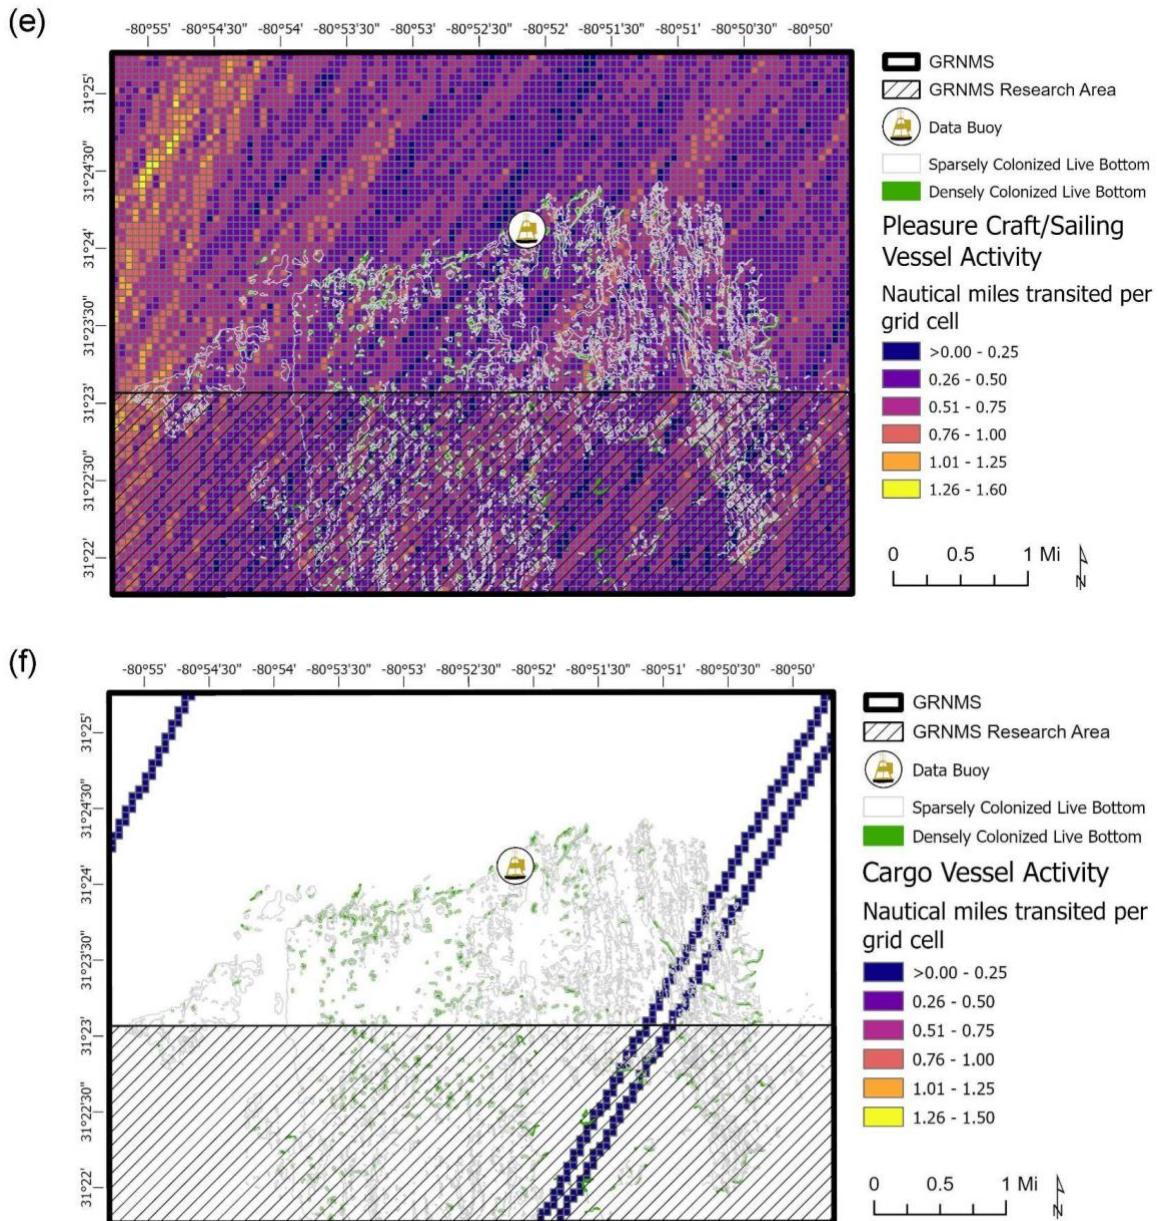 (e)
-80°55' -80°54'30" -80°54' -80°53'30" -80°53' -80°52'30" -80°52' -80°51'30" -80°51' -80°50'30" -80°50'
31°25'
31°24'30"
31°24'
31°23'30"
31°23'
31°22'30"
31°22'
GRNMS
GRNMS Research Area
Data Buoy
Sparsely Colonized Live Bottom
Densely Colonized Live Bottom
Pleasure Craft/Sailing
Vessel Activity
Nautical miles transited per
grid cell
>0.00 - 0.25
0.26 - 0.50
0.51 - 0.75
0.76 - 1.00
1.01 - 1.25
1.26 - 1.60
0 0.5 1 Mi
N
(f)
-80°55' -80°54'30" -80°54' -80°53'30" -80°53' -80°52'30" -80°52' -80°51'30" -80°51' -80°50'30" -80°50'
31°25'
31°24'30"
31°24'
31°23'30"
31°23'
31°22'30"
31°22'
GRNMS
GRNMS Research Area
Data Buoy
Sparsely Colonized Live Bottom
Densely Colonized Live Bottom
Cargo Vessel Activity
Nautical miles transited per
grid cell
>0.00 - 0.25
0.26 - 0.50
0.51 - 0.75
0.76 - 1.00
1.01 - 1.25
1.26 - 1.50
0 0.5 1 Mi
N